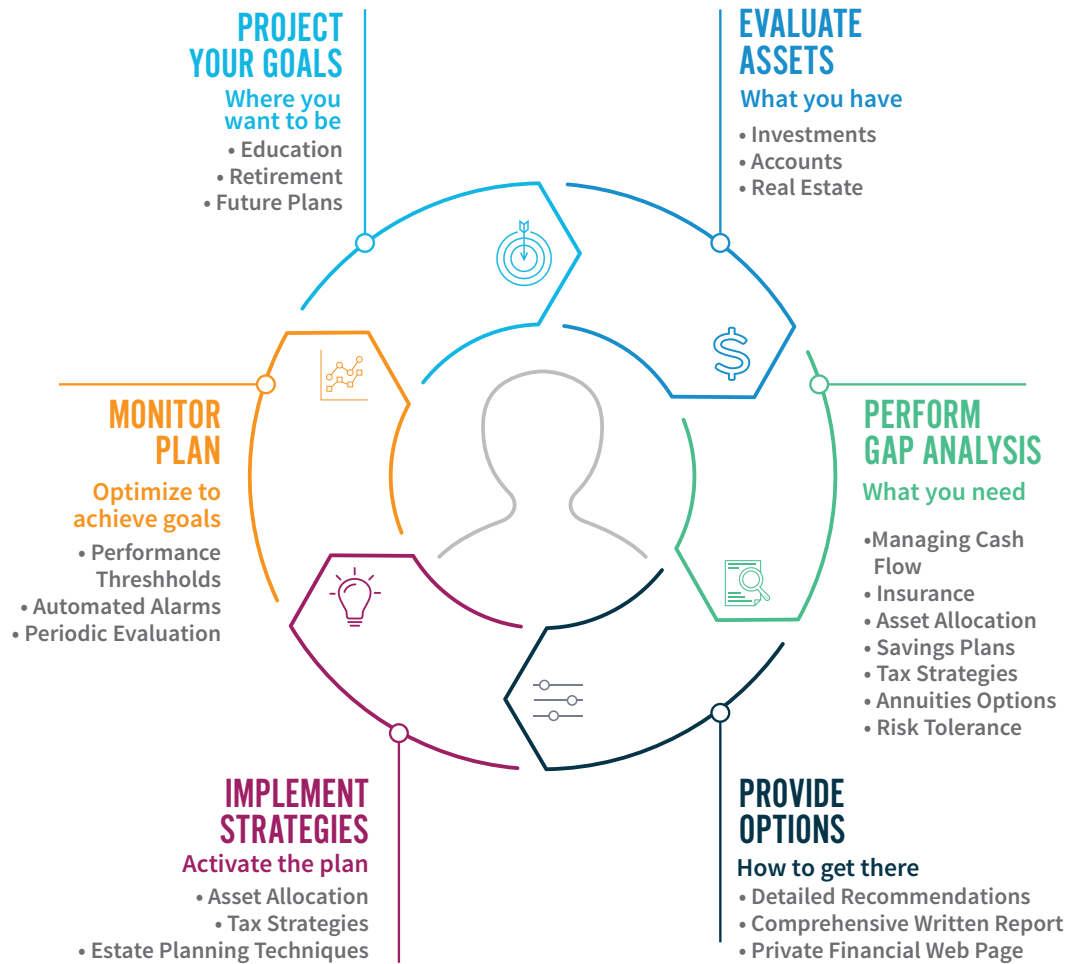 PROJECT
YOUR GOALS
Where you
want to be
• Education
• Retirement
• Future Plans
EVALUATE
ASSETS
What you have
• Investments
• Accounts
• Real Estate
PERFORM
GAP ANALYSIS
What you need
•Managing Cash
Flow
• Insurance
• Asset Allocation
• Savings Plans
• Tax Strategies
• Annuities Options
• Risk Tolerance
PROVIDE
OPTIONS
How to get there
• Detailed Recommendations
• Comprehensive Written Report
• Private Financial Web Page
IMPLEMENT
STRATEGIES
Activate the plan
• Asset Allocation
• Tax Strategies
• Estate Planning Techniques
MONITOR
PLAN
Optimize to
achieve goals
• Performance
Threshholds
• Automated Alarms
• Periodic Evaluation
$